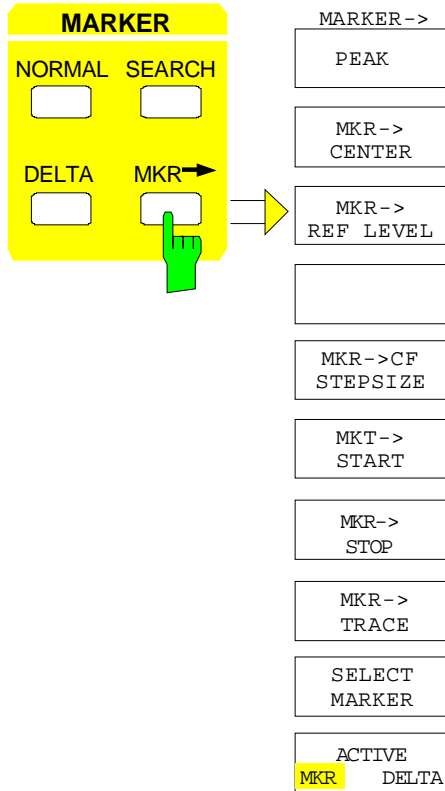 MARKER
NORMAL SEARCH
DELTA MKR
MARKER->
PEAK
MKR->
CENTER
MKR->
REF LEVEL
MKR->CF
STEPSIZE
MKT->
START
MKR->
STOP
MKR->
TRACE
SELECT
MARKER
ACTIVE
MKR DELTA